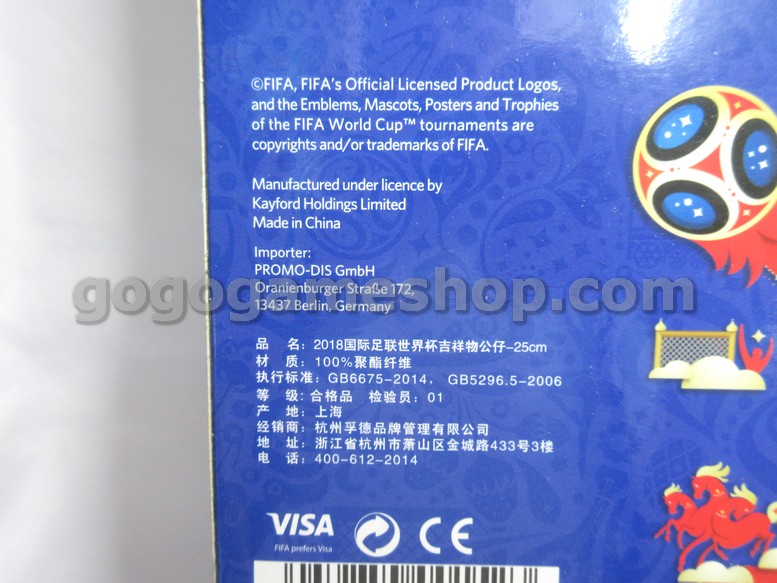 ©FIFA, FIFA's Official Licensed Product Logos,
and the Emblems, Mascots, Posters and Trophies
of the FIFA World Cup™ tournaments are
copyrights and/or trademarks of FIFA.
Manufactured under licence by
Kayford Holdings Limited
Made in China
Importer:
PROMO-DIS GmbH
Oranienburger Straße 172,
13437 Berlin, Germany
gogogameshop.com
品 名：2018国际足联世界杯吉祥物公仔-25cm
材 质：100%聚酯纤维
执行标准：GB6675-2014，GB5296.5-2006
等 级：合格品 检验员：01
产 地：上海
经销商：杭州孚德品牌管理有限公司
地 址：浙江省杭州市萧山区金城路433号3楼
电 话：400-612-2014
VISA
FIFA prefers Visa
CE